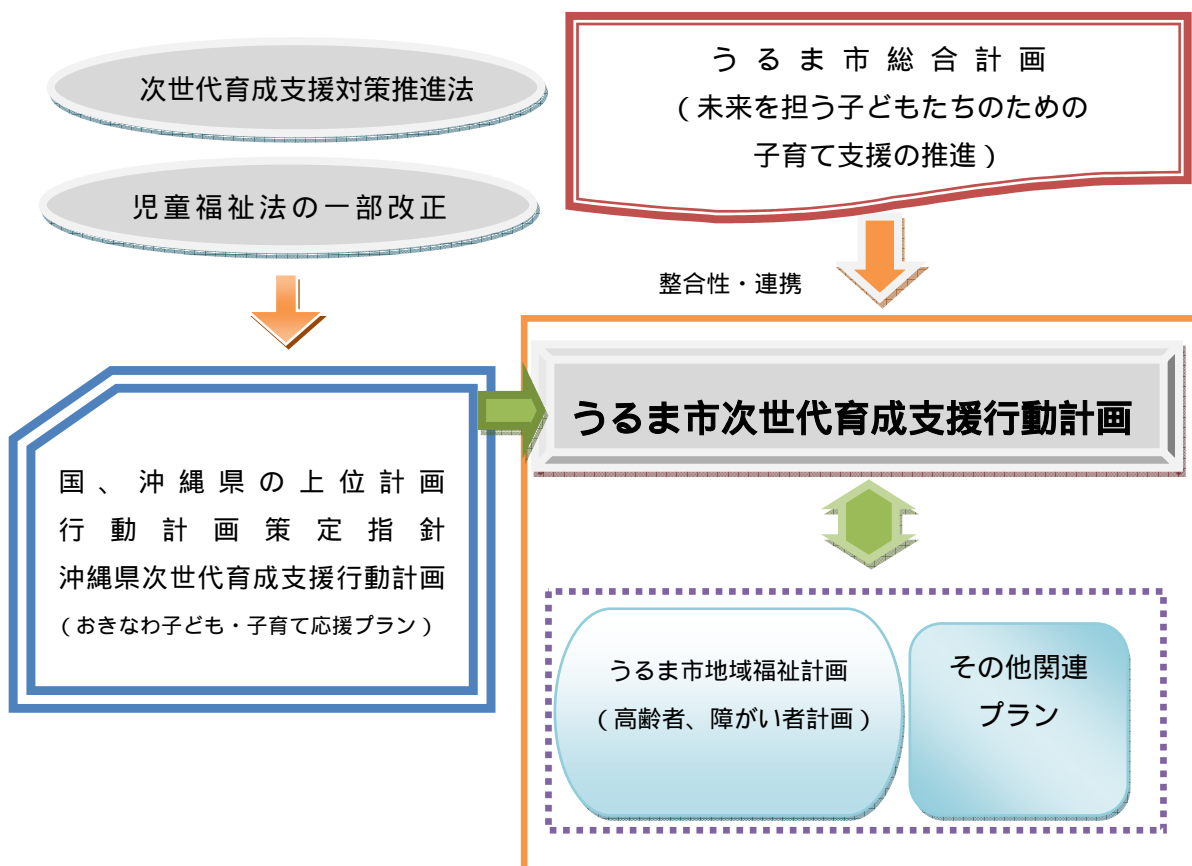 次世代育成支援対策推進法
児童福祉法の一部改正
うるま市総合計画
(未来を担う子どもたちのための
子育て支援の推進)
整合性・連携
うるま市次世代育成支援行動計画
国、沖縄県の上位計画
行動計画策定指針
沖縄県次世代育成支援行動計画
(おきなわ子ども・子育て応援プラン)
うるま市地域福祉計画
(高齢者、障がい者計画)
その他関連
プラン